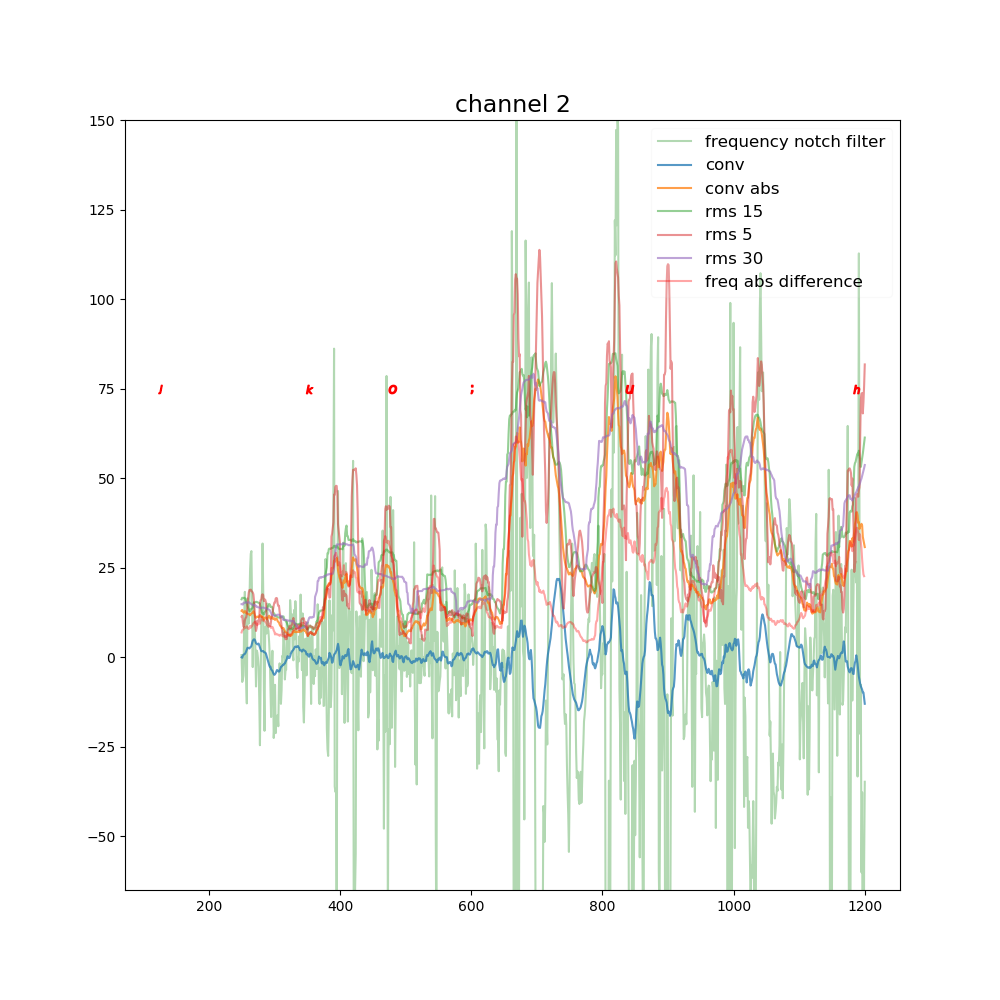 channel 2
150
125
100
75
50
25
0
−25
−50
frequency notch filter
conv
conv abs
rms 15
rms 5
rms 30
freq abs difference
k o ; u h
200 400 600 800 1000 1200